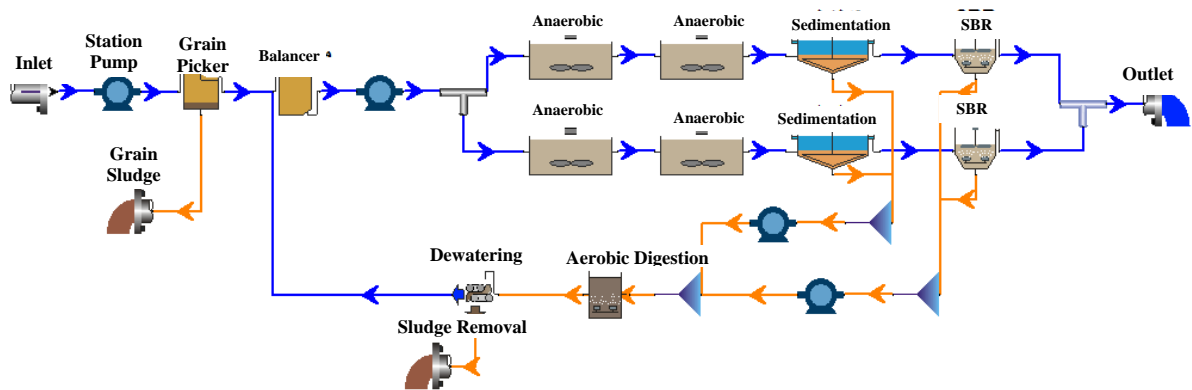 Anaerobic
Anaerobic
Sedimentation
SBR
Station
Pump
Grain
Picker
Balancer
Inlet
Outlet
Anaerobic
Anaerobic
Sedimentation
SBR
Grain
Sludge
Dewatering
Aerobic Digestion
Sludge Removal